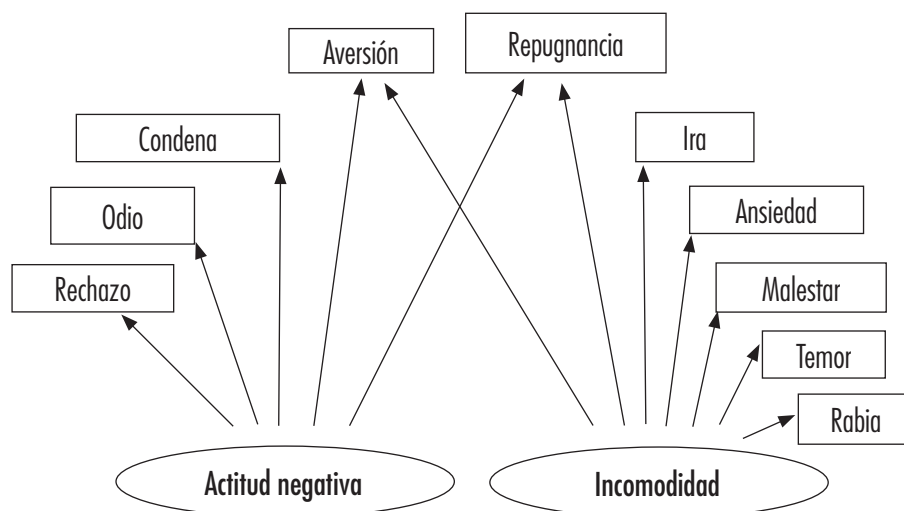 Aversión
Repugnancia
Condena
Ira
Odio
Ansiedad
Rechazo
Malestar
Temor
Rabia
Actitud negativa
Incomodidad